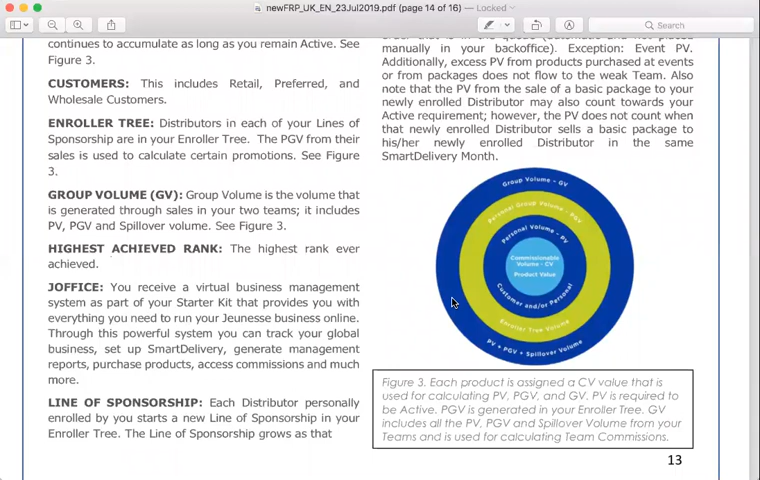 newFRP_UK_EN_23Jul2019.pdf (page 14 of 16)
— Locked
Search
continues to accumulate as long as you remain Active. See
Figure 3.
CUSTOMERS: This includes Retail, Preferred, and
Wholesale Customers.
ENROLLER TREE: Distributors in each of your Lines of
Sponsorship are in your Enroller Tree. The PGV from their
sales is used to calculate certain promotions. See Figure
3.
GROUP VOLUME (GV): Group Volume is the volume that
is generated through sales in your two teams; it includes
PV, PGV and Spillover volume. See Figure 3.
HIGHEST ACHIEVED RANK: The highest rank ever
achieved.
JOFFICE: You receive a virtual business management
system as part of your Starter Kit that provides you with
everything you need to run your Jeunesse business online.
Through this powerful system you can track your global
business, set up SmartDelivery, generate management
reports, purchase products, access commissions and much
more.
LINE OF SPONSORSHIP: Each Distributor personally
enrolled by you starts a new Line of Sponsorship in your
Enroller Tree. The Line of Sponsorship grows as that
order that is in the queue (automatic and not placed
manually in your backoffice). Exception: Event PV.
Additionally, excess PV from products purchased at events
or from packages does not flow to the weak Team. Also
note that the PV from the sale of a basic package to your
newly enrolled Distributor may also count towards your
Active requirement; however, the PV does not count when
that newly enrolled Distributor sells a basic package to
his/her newly enrolled Distributor in the same
SmartDelivery Month.
Group Volume - GV
Personal Group Volume - PGV
Personal Volume - PV
Commissionable
Volume - CV
Product Value
Customer and/or Personal
Enroller Tree Volume
PV + PGV + Spillover Volume
Figure 3. Each product is assigned a CV value that is
used for calculating PV, PGV, and GV. PV is required to
be Active. PGV is generated in your Enroller Tree. GV
includes all the PV, PGV and Spillover Volume from your
Teams and is used for calculating Team Commissions.
13